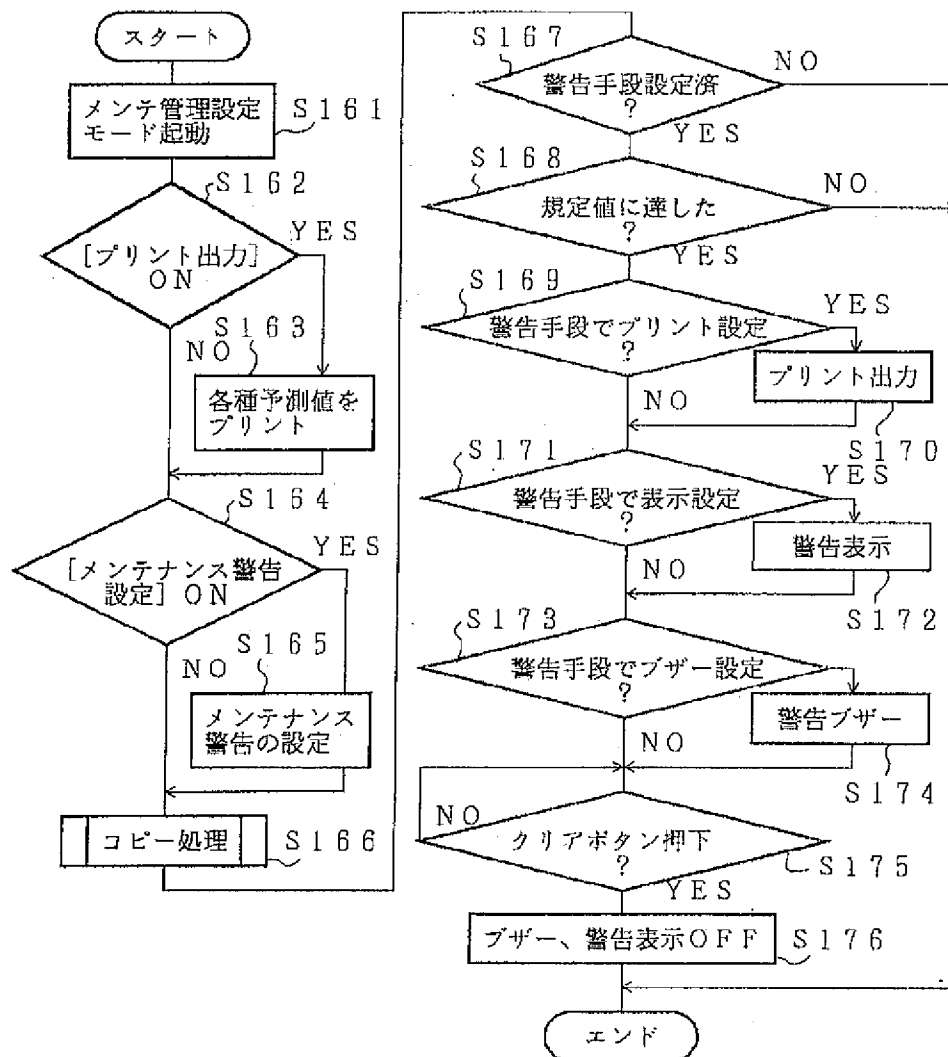 スタート
メンテ管理設定
モード起動
S161
S162
[プリント出力]
ON
YES
NO
S163
各種予測値を
プリント
S164
[メンテナンス警告
設定] ON
YES
NO
S165
メンテナンス
警告の設定
コピー処理
S166
S167
警告手段設定済
?
NO
YES
S168
規定値に達した
?
NO
YES
S169
警告手段でプリント設定
?
YES
NO
プリント出力
S170
S171
警告手段で表示設定
?
YES
NO
警告表示
S172
S173
警告手段でブザー設定
?
NO
警告ブザー
S174
NO
クリアボタン押下
?
S175
YES
ブザー、警告表示OFF
S176
エンド